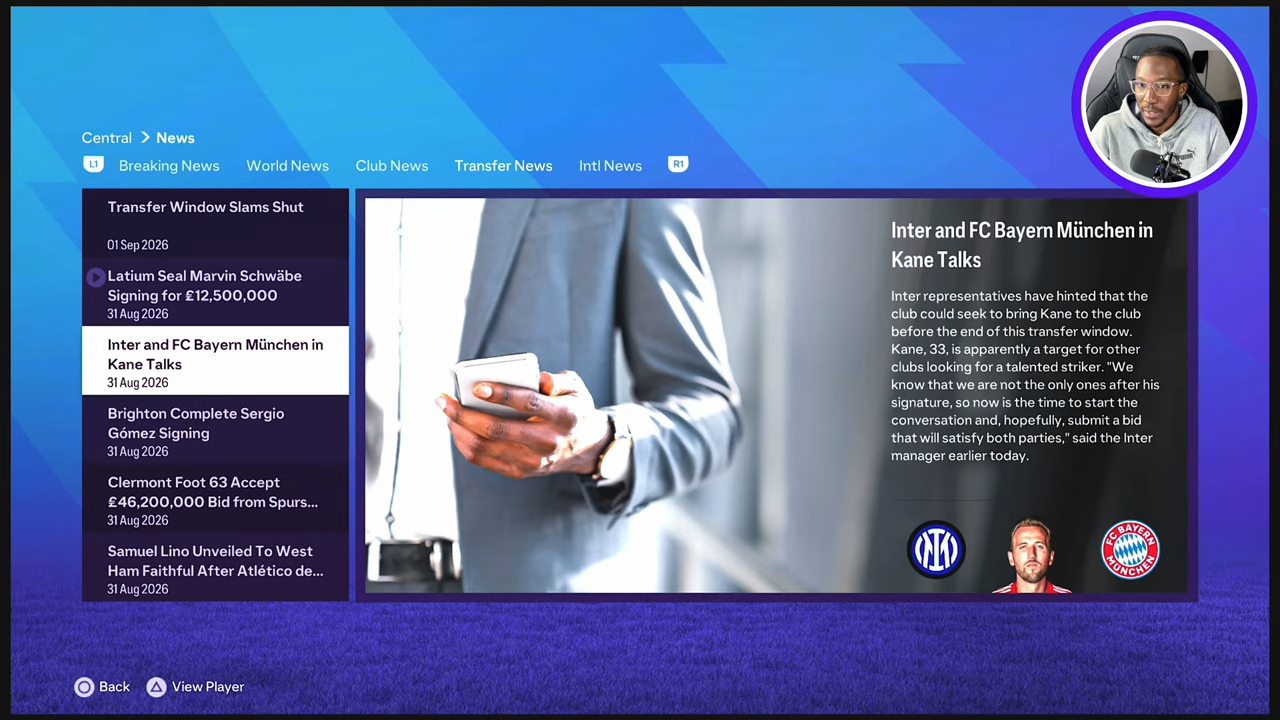 Central > News
L1 Breaking News World News Club News Transfer News Intl News R1
Transfer Window Slams Shut
01 Sep 2026
Latium Seal Marvin Schwäbe
Signing for £12,500,000
31 Aug 2026
Inter and FC Bayern München in
Kane Talks
31 Aug 2026
Brighton Complete Sergio
Gómez Signing
31 Aug 2026
Clermont Foot 63 Accept
£46,200,000 Bid from Spurs...
31 Aug 2026
Samuel Lino Unveiled To West
Ham Faithful After Atlético de...
31 Aug 2026
Inter and FC Bayern München in
Kane Talks
Inter representatives have hinted that the
club could seek to bring Kane to the club
before the end of this transfer window.
Kane, 33, is apparently a target for other
clubs looking for a talented striker. "We
know that we are not the only ones after his
signature, so now is the time to start the
conversation and, hopefully, submit a bid
that will satisfy both parties," said the Inter
manager earlier today.
FC BAYERN
MÜNCHEN
Back View Player